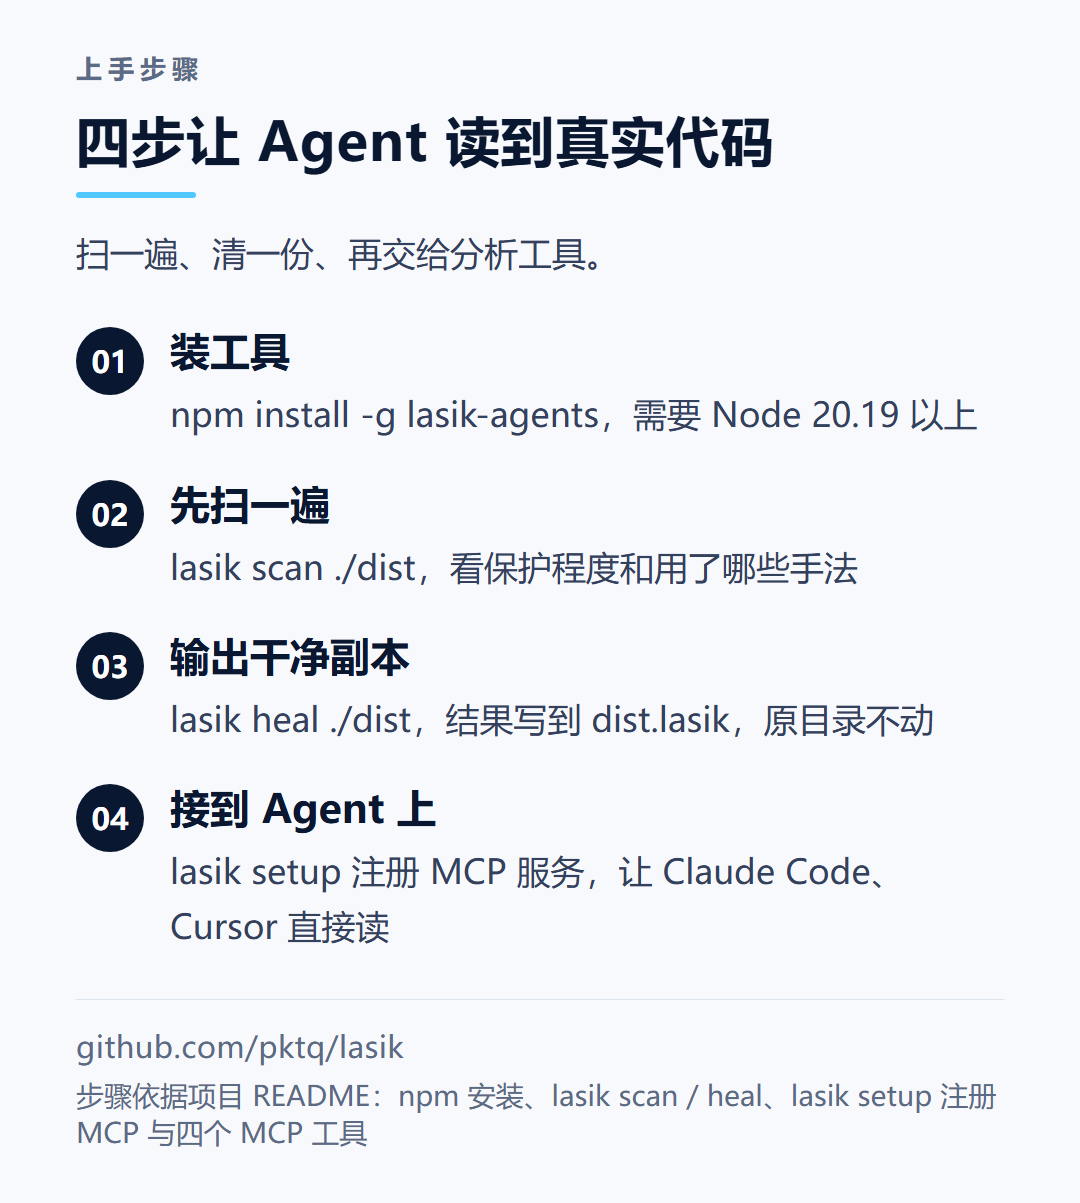 上手步骤
四步让 Agent 读到真实代码
扫一遍、清一份、再交给分析工具。
01
装工具
npm install -g lasik-agents，需要 Node 20.19 以上
02
先扫一遍
lasik scan ./dist，看保护程度和用了哪些手法
03
输出干净副本
lasik heal ./dist，结果写到 dist.lasik，原目录不动
04
接到 Agent 上
lasik setup 注册 MCP 服务，让 Claude Code、
Cursor 直接读
github.com/pktq/lasik
步骤依据项目 README：npm 安装、lasik scan / heal、lasik setup 注册
MCP 与四个 MCP 工具